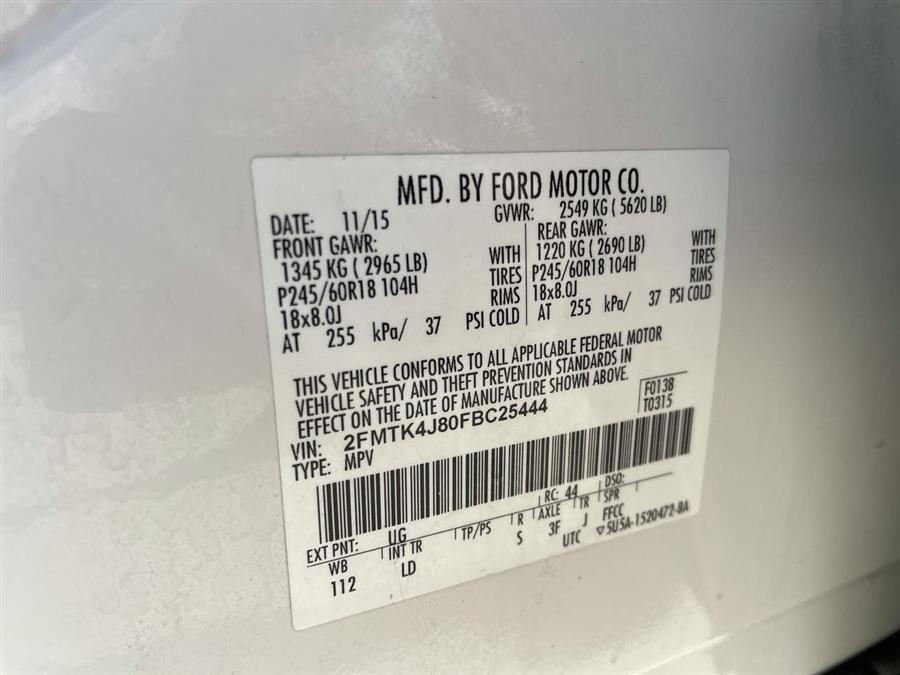 MFD. BY FORD MOTOR CO.
DATE: 11/15 GVWR: 2549 KG ( 5620 LB)
FRONT GAWR: REAR GAWR:
1345 KG ( 2965 LB) WITH 1220 KG ( 2690 LB) WITH
P245/60R18 104H TIRES P245/60R18 104H TIRES
18x8.0J RIMS 18x8.0J RIMS
AT 255 kPa/ 37 PSI COLD AT 255 kPa/ 37 PSI COLD
THIS VEHICLE CONFORMS TO ALL APPLICABLE FEDERAL MOTOR
VEHICLE SAFETY AND THEFT PREVENTION STANDARDS IN
EFFECT ON THE DATE OF MANUFACTURE SHOWN ABOVE.
F0138
T0315
VIN: 2FMTK4J80FBC25444
TYPE: MPV
EXT PNT: UG RC: 44 DSO:
WB INT TR TP/PS R AXLE TR SPR
112 LD S 3F J FFCC
UTC ▽5U5A-1520472-BA